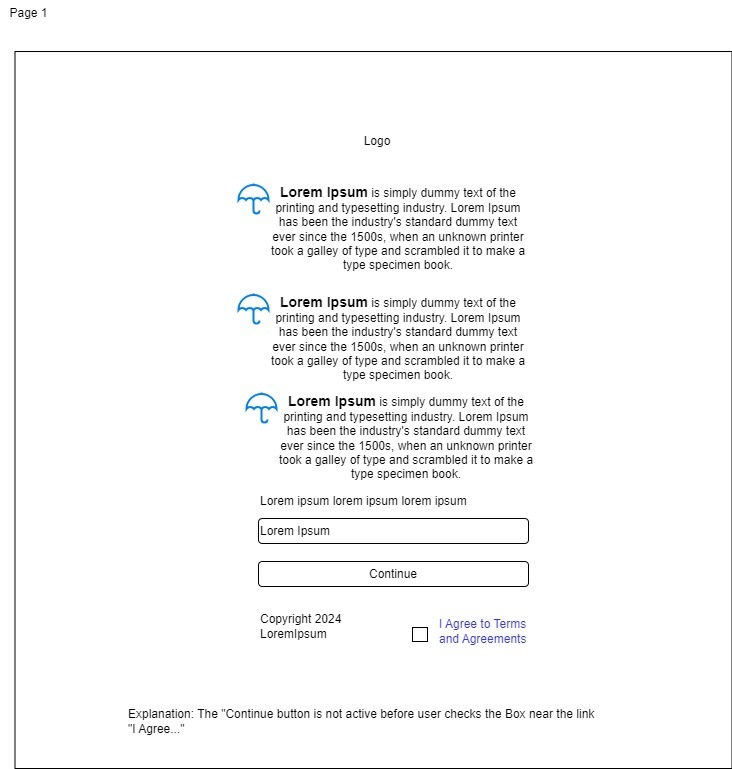 Page 1
Logo
Lorem Ipsum is simply dummy text of the
printing and typesetting industry. Lorem Ipsum
has been the industry's standard dummy text
ever since the 1500s, when an unknown printer
took a galley of type and scrambled it to make a
type specimen book.
Lorem Ipsum is simply dummy text of the
printing and typesetting industry. Lorem Ipsum
has been the industry's standard dummy text
ever since the 1500s, when an unknown printer
took a galley of type and scrambled it to make a
type specimen book.
Lorem Ipsum is simply dummy text of the
printing and typesetting industry. Lorem Ipsum
has been the industry's standard dummy text
ever since the 1500s, when an unknown printer
took a galley of type and scrambled it to make a
type specimen book.
Lorem ipsum lorem ipsum lorem ipsum
Lorem Ipsum
Continue
Copyright 2024
LoremIpsum
I Agree to Terms
and Agreements
Explanation: The "Continue button is not active before user checks the Box near the link
"I Agree..."